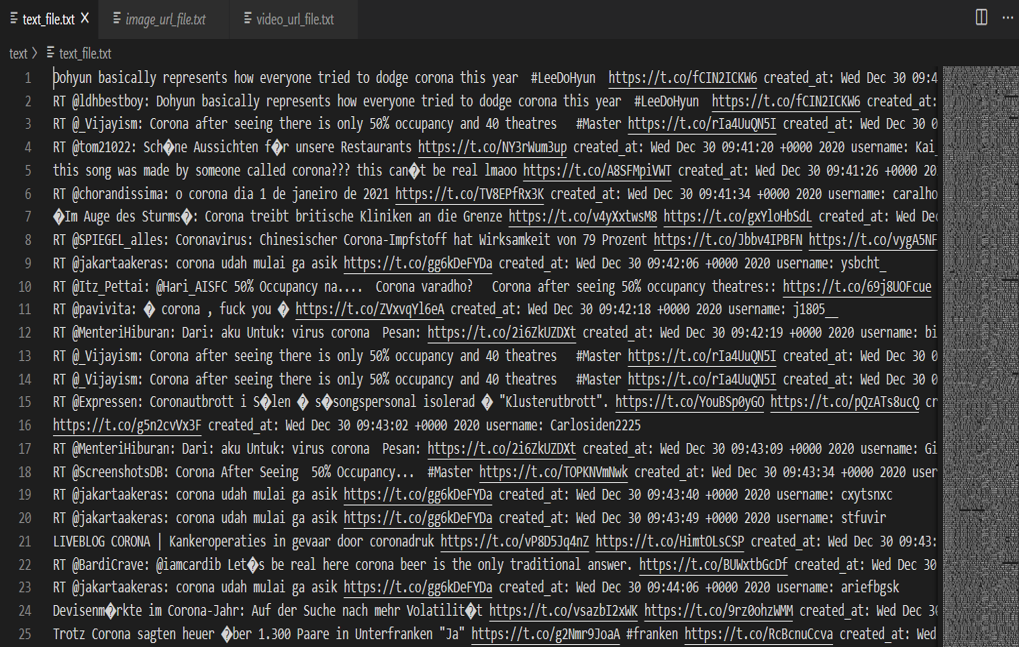 text_file.txt X image_url_file.txt video_url_file.txt
text > text_file.txt
1 Dohyun basically represents how everyone tried to dodge corona this year #LeeDoHyun https://t.co/fCIN2ICKW6 created_at: Wed Dec 30 09:4
2 RT @ldhbestboy: Dohyun basically represents how everyone tried to dodge corona this year #LeeDoHyun https://t.co/fCIN2ICKW6 created_at:
3 RT @_Vijayism: Corona after seeing there is only 50% occupancy and 40 theatres #Master https://t.co/rIa4UuQN5I created_at: Wed Dec 30 0
4 RT @tom21022: Sch�ne Aussichten f�r unsere Restaurants https://t.co/NY3rWum3up created_at: Wed Dec 30 09:41:20 +0000 2020 username: Kai_
5 this song was made by someone called corona??? this can�t be real lmaoo https://t.co/A8SFMpiVWT created_at: Wed Dec 30 09:41:26 +0000 20
6 RT @chorandissima: o corona dia 1 de janeiro de 2021 https://t.co/TV8EPfRx3K created_at: Wed Dec 30 09:41:34 +0000 2020 username: caralho
7 �Im Auge des Sturms�: Corona treibt britische Kliniken an die Grenze https://t.co/v4yXxtwsM8 https://t.co/gxYloHbSdL created_at: Wed Dec
8 RT @SPIEGEL_alles: Coronavirus: Chinesischer Corona-Impfstoff hat Wirksamkeit von 79 Prozent https://t.co/Jbbv4IPBFN https://t.co/vygA5NF
9 RT @jakartaakeras: corona udah mulai ga asik https://t.co/gg6kDeFYDa created_at: Wed Dec 30 09:42:06 +0000 2020 username: ysbcht_
10 RT @Itz_Pettai: @Hari_AISFC 50% Occupancy na.... Corona varadho? Corona after seeing 50% occupancy theatres:: https://t.co/69j8UOFcue
11 RT @pavivita: � corona , fuck you � https://t.co/ZVxvqYl6eA created_at: Wed Dec 30 09:42:18 +0000 2020 username: j1805__
12 RT @MenteriHiburan: Dari: aku Untuk: virus corona Pesan: https://t.co/2i6ZkUZDXt created_at: Wed Dec 30 09:42:19 +0000 2020 username: bi
13 RT @_Vijayism: Corona after seeing there is only 50% occupancy and 40 theatres #Master https://t.co/rIa4UuQN5I created_at: Wed Dec 30 0
14 RT @_Vijayism: Corona after seeing there is only 50% occupancy and 40 theatres #Master https://t.co/rIa4UuQN5I created_at: Wed Dec 30 0
15 RT @Expressen: Coronautbrott i S�len � s�songspersonal isolerad � "Klusterutbrott". https://t.co/YouBSp0yGO https://t.co/pQzATs8ucQ cr
16 https://t.co/g5n2cvVx3F created_at: Wed Dec 30 09:43:02 +0000 2020 username: Carlosiden2225
17 RT @MenteriHiburan: Dari: aku Untuk: virus corona Pesan: https://t.co/2i6ZkUZDXt created_at: Wed Dec 30 09:43:09 +0000 2020 username: Gi
18 RT @ScreenshotsDB: Corona After Seeing 50% Occupancy... #Master https://t.co/TOPKNVmNwk created_at: Wed Dec 30 09:43:34 +0000 2020 user
19 RT @jakartaakeras: corona udah mulai ga asik https://t.co/gg6kDeFYDa created_at: Wed Dec 30 09:43:40 +0000 2020 username: cxytsnxc
20 RT @jakartaakeras: corona udah mulai ga asik https://t.co/gg6kDeFYDa created_at: Wed Dec 30 09:43:49 +0000 2020 username: stfuvir
21 LIVEBLOG CORONA | Kankeroperaties in gevaar door coronadruk https://t.co/vP8D5Jq4nZ https://t.co/HimtOLsCSP created_at: Wed Dec 30 09:43:
22 RT @BardiCrave: @iamcardib Let�s be real here corona beer is the only traditional answer. https://t.co/BUWxtbGcDf created_at: Wed Dec 30
23 RT @jakartaakeras: corona udah mulai ga asik https://t.co/gg6kDeFYDa created_at: Wed Dec 30 09:44:06 +0000 2020 username: ariefbgsk
24 Devisenm�rkte im Corona-Jahr: Auf der Suche nach mehr Volatilit�t https://t.co/vsazbI2xWK https://t.co/9rz0ohzWMM created_at: Wed Dec 3
25 Trotz Corona sagten heuer �ber 1.300 Paare in Unterfranken "Ja" https://t.co/g2Nmr9JoaA #franken https://t.co/RcBcnuCcva created_at: Wed